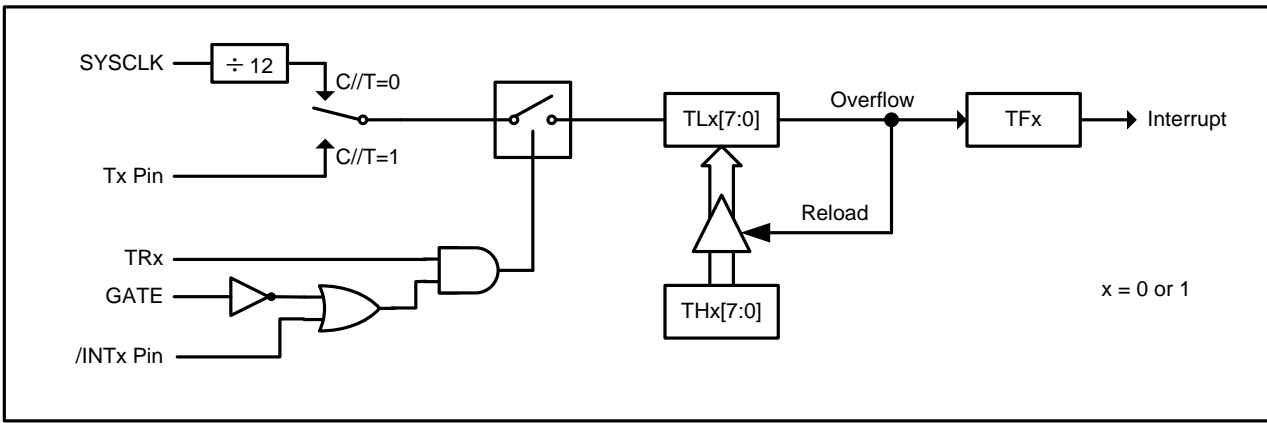 SYSCLK
÷ 12
C//T=0
C//T=1
Tx Pin
TLx[7:0]
Overflow
TFx
Interrupt
Reload
TRx
GATE
/INTx Pin
THx[7:0]
x = 0 or 1